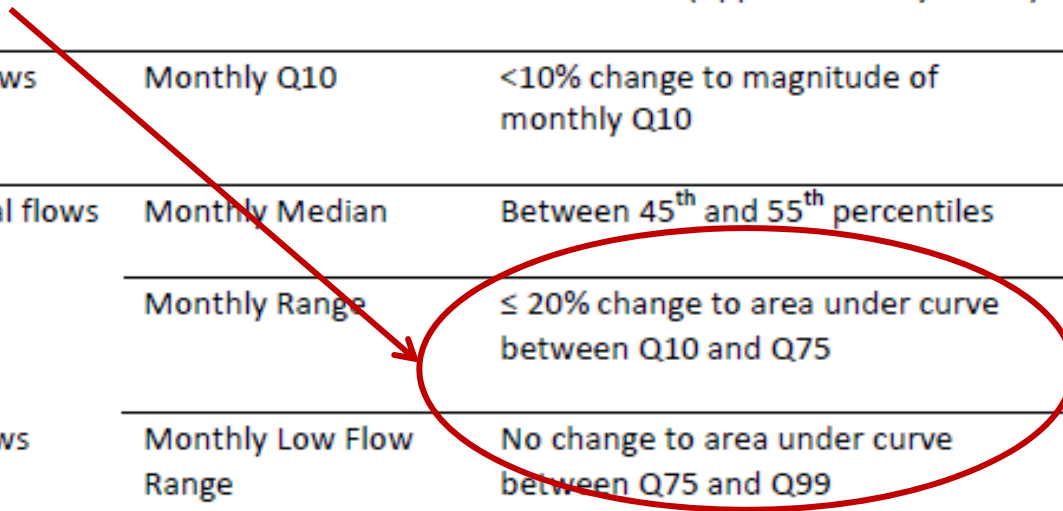 ws Monthly Q10 <10% change to magnitude of
monthly Q10
al flows Monthly Median Between 45th and 55th percentiles
Monthly Range ≤ 20% change to area under curve
between Q10 and Q75
ws Monthly Low Flow No change to area under curve
Range between Q75 and Q99